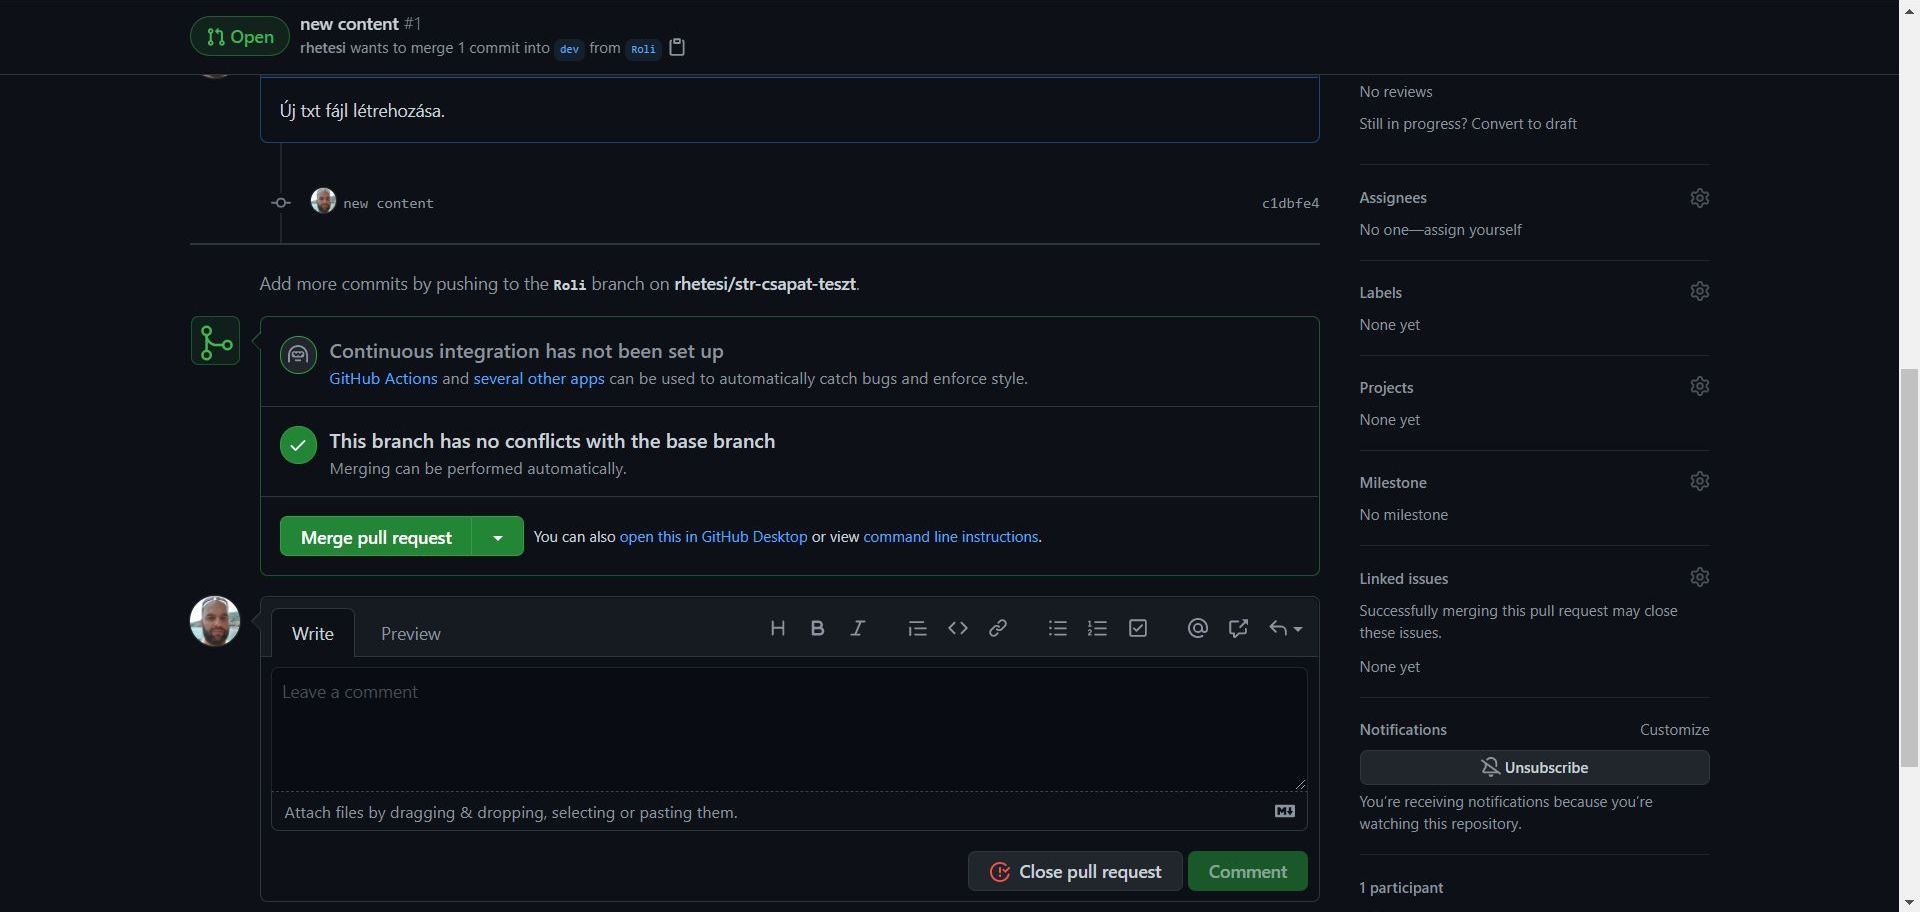 Open
new content #1
rhetesi wants to merge 1 commit into dev from Roli
Új txt fájl létrehozása.
new content c1dbfe4
Add more commits by pushing to the Roli branch on rhetesi/str-csapat-teszt.
Continuous integration has not been set up
GitHub Actions and several other apps can be used to automatically catch bugs and enforce style.
This branch has no conflicts with the base branch
Merging can be performed automatically.
Merge pull request
You can also open this in GitHub Desktop or view command line instructions.
Write Preview
Leave a comment
Attach files by dragging & dropping, selecting or pasting them.
Close pull request Comment
No reviews
Still in progress? Convert to draft
Assignees
No one—assign yourself
Labels
None yet
Projects
None yet
Milestone
No milestone
Linked issues
Successfully merging this pull request may close
these issues.
None yet
Notifications Customize
Unsubscribe
You’re receiving notifications because you’re
watching this repository.
1 participant